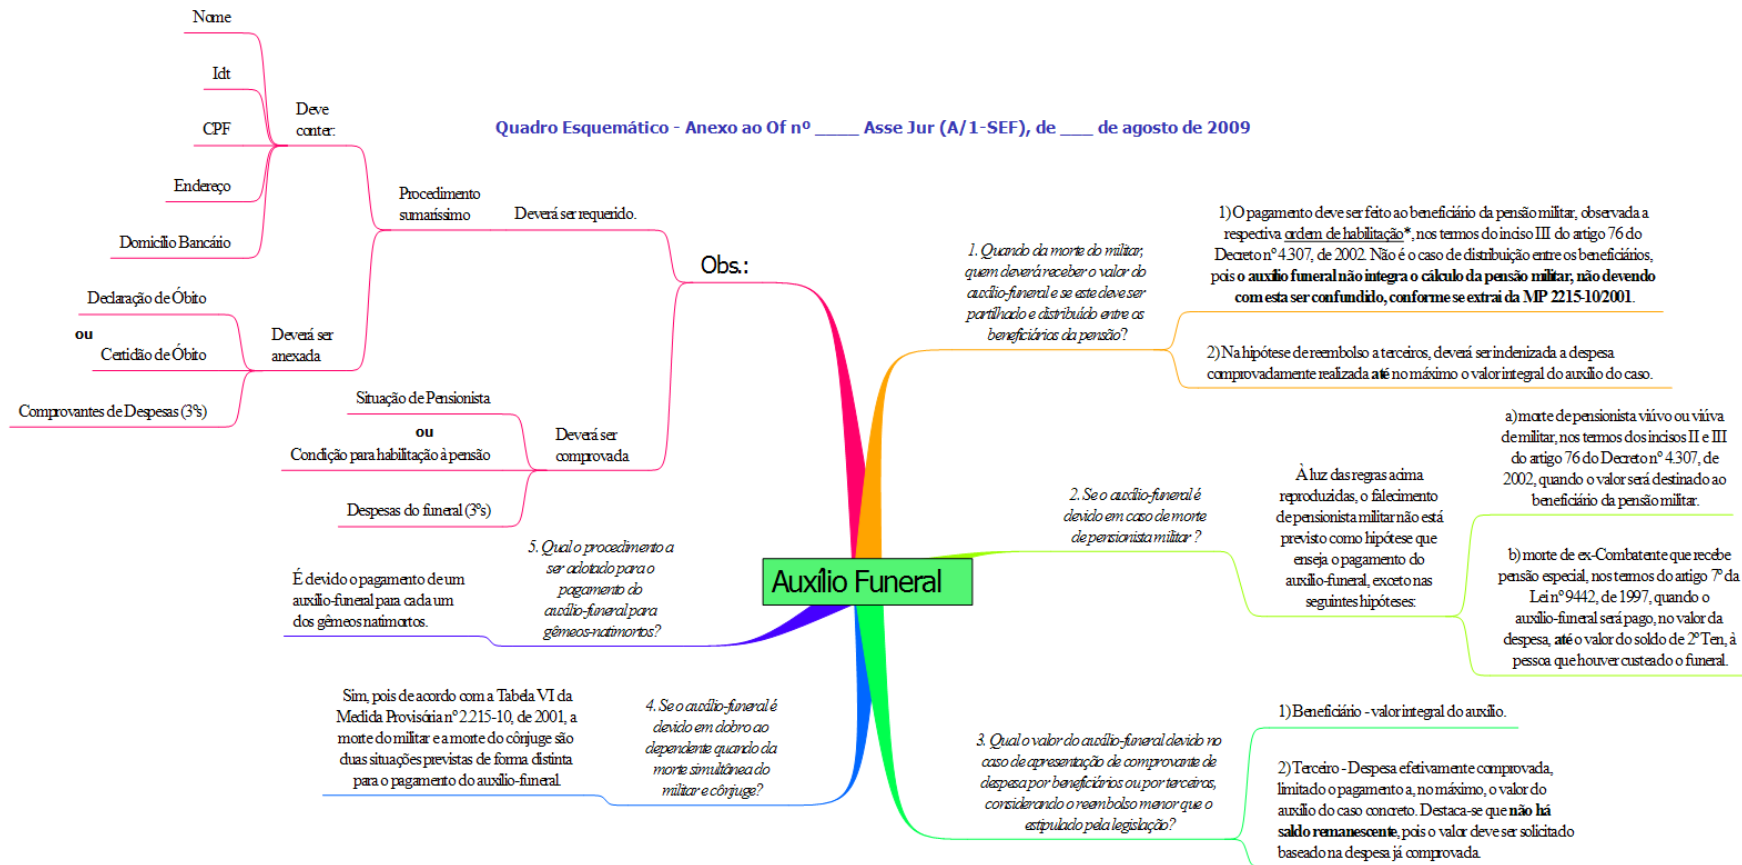 Quadro Esquemático - Anexo ao Of nº ____ Asse Jur (A/1-SEF), de ___ de agosto de 2009
Auxílio Funeral
Obs.:
Deverá ser requerido.
Procedimento
sumaríssimo
Deve
conter:
Nome
Idt
CPF
Endereço
Domicílio Bancário
Deverá ser
anexada
Declaração de Óbito
ou
Certidão de Óbito
Comprovantes de Despesas (3ºs)
Deverá ser
comprovada
Situação de Pensionista
ou
Condição para habilitação à pensão
Despesas do funeral (3ºs)
1. Quando da morte do militar,
quem deverá receber o valor do
auxílio-funeral e se este deve ser
partilhado e distribuído entre os
beneficiários da pensão?
1) O pagamento deve ser feito ao beneficiário da pensão militar, observada a
respectiva ordem de habilitação*, nos termos do inciso III do artigo 76 do
Decreto nº 4.307, de 2002. Não é o caso de distribuição entre os beneficiários,
pois o auxílio funeral não integra o cálculo da pensão militar, não devendo
com esta ser confundido, conforme se extrai da MP 2215-10/2001.
2) Na hipótese de reembolso a terceiros, deverá ser indenizada a despesa
comprovadamente realizada até no máximo o valor integral do auxílio do caso.
2. Se o auxílio-funeral é
devido em caso de morte
de pensionista militar ?
À luz das regras acima
reproduzidas, o falecimento
de pensionista militar não está
previsto como hipótese que
enseja o pagamento do
auxílio-funeral, exceto nas
seguintes hipóteses:
a) morte de pensionista viúvo ou viúva
de militar, nos termos dos incisos II e III
do artigo 76 do Decreto nº 4.307, de
2002, quando o valor será destinado ao
beneficiário da pensão militar.
b) morte de ex-Combatente que recebe
pensão especial, nos termos do artigo 7º da
Lei nº 9442, de 1997, quando o
auxílio-funeral será pago, no valor da
despesa, até o valor do soldo de 2º Ten, à
pessoa que houver custeado o funeral.
3. Qual o valor do auxílio-funeral devido no
caso de apresentação de comprovante de
despesa por beneficiários ou por terceiros,
considerando o reembolso menor que o
estipulado pela legislação?
1) Beneficiário - valor integral do auxílio.
2) Terceiro - Despesa efetivamente comprovada,
limitado o pagamento a, no máximo, o valor do
auxílio do caso concreto. Destaca-se que não há
saldo remanescente, pois o valor deve ser solicitado
baseado na despesa já comprovada.
4. Se o auxílio-funeral é
devido em dobro ao
dependente quando da
morte simultânea do
militar e cônjuge?
Sim, pois de acordo com a Tabela VI da
Medida Provisória nº 2.215-10, de 2001, a
morte do militar e a morte do cônjuge são
duas situações previstas de forma distinta
para o pagamento do auxílio-funeral.
5. Qual o procedimento a
ser adotado para o
pagamento do
auxílio-funeral para
gêmeos-natimortos?
É devido o pagamento de um
auxílio-funeral para cada um
dos gêmeos natimortos.